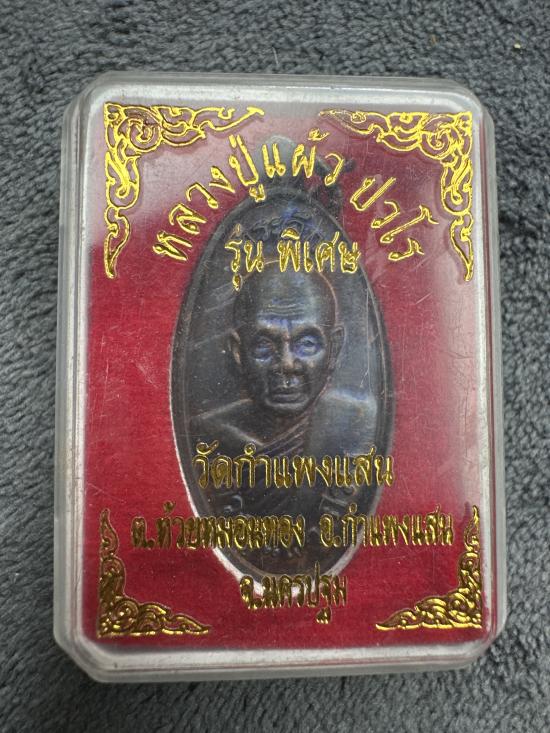 หลวงปู่แผ้ว ปวโร
รุ่น พิเศษ
วัดกำแพงแสน
ต.ห้วยหมอนทอง อ.กำแพงแสน
จ.นครปฐม